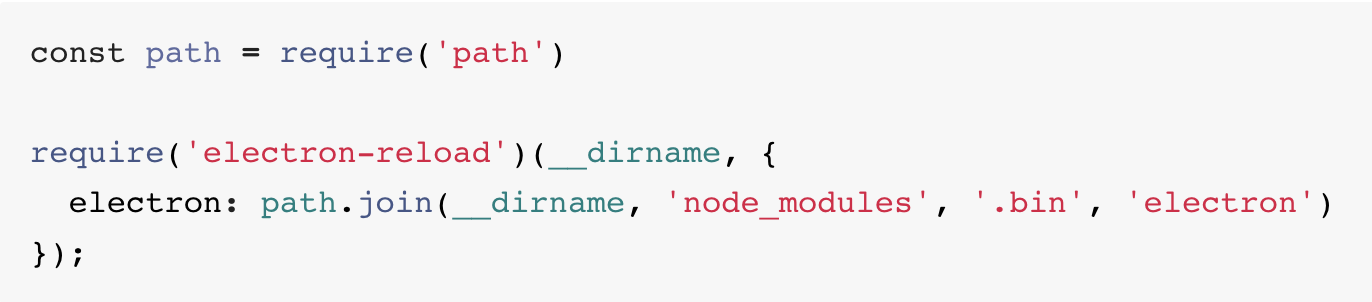 const path = require('path')
require('electron-reload')(__dirname, {
  electron: path.join(__dirname, 'node_modules', '.bin', 'electron')
});